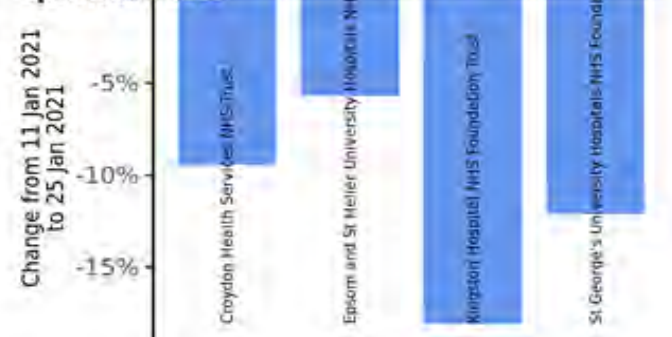 Change from 11 Jan 2021
to 25 Jan 2021
-5%
-10%
-15%
Croydon Health Services NHS Trust
Epsom and St Helier University Hospitals
Kingston Hospital NHS Foundation Trust
St George's University Hospitals NHS